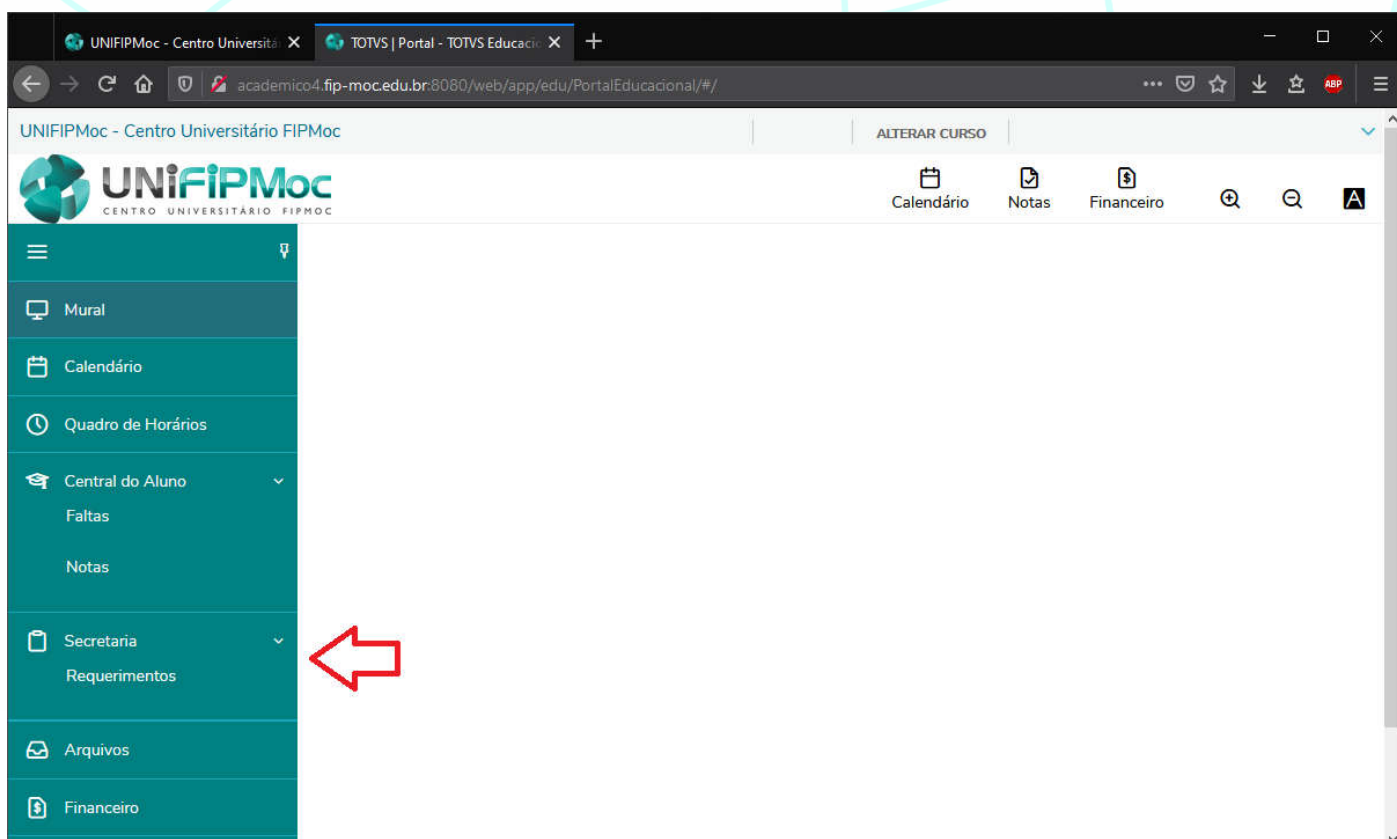 UNIFIPMoc - Centro Universitá
TOTVS | Portal - TOTVS Educacio
academico4.fip-moc.edu.br:8080/web/app/edu/PortalEducacional/#/
ABP
UNIFIPMoc - Centro Universitário FIPMoc
ALTERAR CURSO
UNiFiPMoc
CENTRO UNIVERSITÁRIO FIPMOC
Calendário
Notas
Financeiro
A
Mural
Calendário
Quadro de Horários
Central do Aluno
Faltas
Notas
Secretaria
Requerimentos
Arquivos
Financeiro